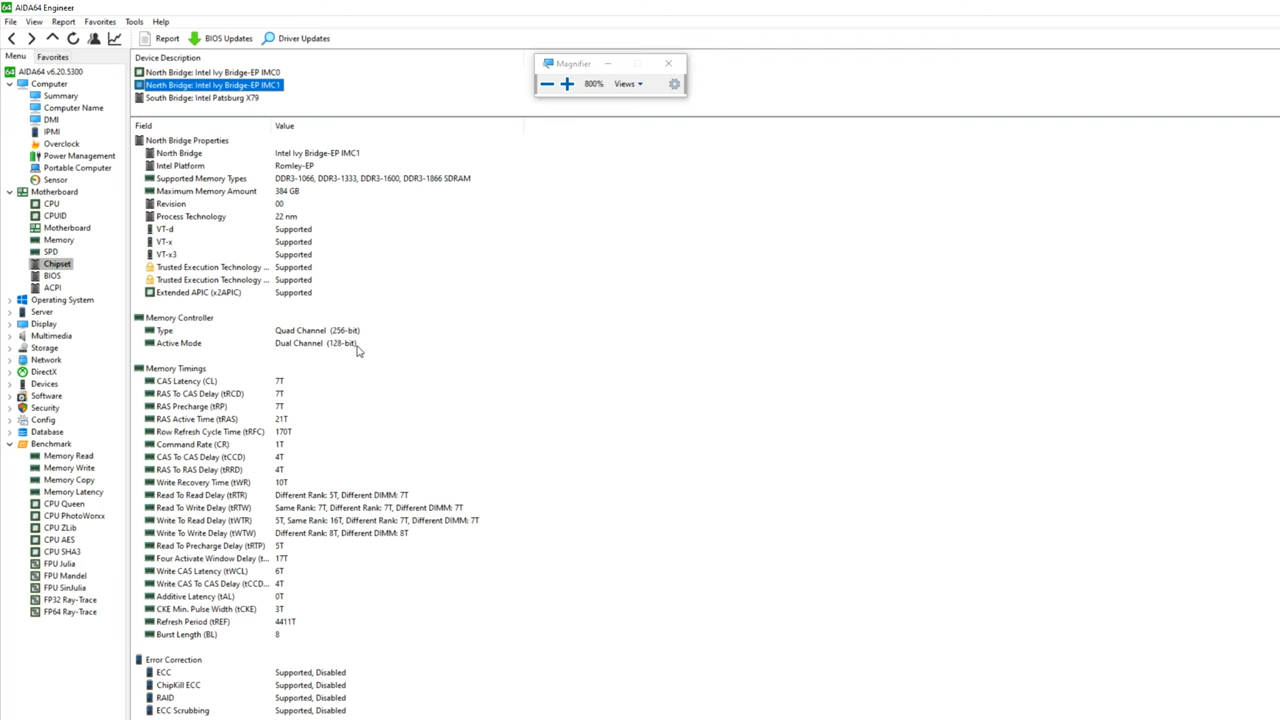 AIDA64 Engineer
File View Report Favorites Tools Help
Report BIOS Updates Driver Updates
Menu Favorites
AIDA64 v6.20.5300
Computer
Summary
Computer Name
DMI
IPMI
Overclock
Power Management
Portable Computer
Sensor
Motherboard
CPU
CPUID
Motherboard
Memory
SPD
Chipset
BIOS
ACPI
Operating System
Server
Display
Multimedia
Storage
Network
DirectX
Devices
Software
Security
Config
Database
Benchmark
Memory Read
Memory Write
Memory Copy
Memory Latency
CPU Queen
CPU PhotoWorxx
CPU ZLib
CPU AES
CPU SHA3
FPU Julia
FPU Mandel
FPU SinJulia
FP32 Ray-Trace
FP64 Ray-Trace
Device Description
North Bridge: Intel Ivy Bridge-EP IMC0
North Bridge: Intel Ivy Bridge-EP IMC1
South Bridge: Intel Patsburg X79
Magnifier
800% Views
Field Value
North Bridge Properties
North Bridge Intel Ivy Bridge-EP IMC1
Intel Platform Romley-EP
Supported Memory Types DDR3-1066, DDR3-1333, DDR3-1600, DDR3-1866 SDRAM
Maximum Memory Amount 384 GB
Revision 00
Process Technology 22 nm
VT-d Supported
VT-x Supported
VT-x3 Supported
Trusted Execution Technology ... Supported
Trusted Execution Technology ... Supported
Extended APIC (x2APIC) Supported
Memory Controller
Type Quad Channel (256-bit)
Active Mode Dual Channel (128-bit)
Memory Timings
CAS Latency (CL) 7T
RAS To CAS Delay (tRCD) 7T
RAS Precharge (tRP) 7T
RAS Active Time (tRAS) 21T
Row Refresh Cycle Time (tRFC) 170T
Command Rate (CR) 1T
CAS To CAS Delay (tCCD) 4T
RAS To RAS Delay (tRRD) 4T
Write Recovery Time (tWR) 10T
Read To Read Delay (tRTR) Different Rank: 5T, Different DIMM: 7T
Read To Write Delay (tRTW) Same Rank: 7T, Different Rank: 7T, Different DIMM: 7T
Write To Read Delay (tWTR) 5T, Same Rank: 16T, Different Rank: 7T, Different DIMM: 7T
Write To Write Delay (tWTW) Different Rank: 8T, Different DIMM: 8T
Read To Precharge Delay (tRTP) 5T
Four Activate Window Delay (t... 17T
Write CAS Latency (tWCL) 6T
Write CAS To CAS Delay (tCCD... 4T
Additive Latency (tAL) 0T
CKE Min. Pulse Width (tCKE) 3T
Refresh Period (tREF) 4411T
Burst Length (BL) 8
Error Correction
ECC Supported, Disabled
ChipKill ECC Supported, Disabled
RAID Supported, Disabled
ECC Scrubbing Supported, Disabled